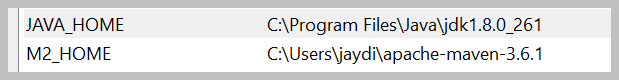 JAVA_HOME C:\Program Files\Java\jdk1.8.0_261
M2_HOME C:\Users\jaydi\apache-maven-3.6.1